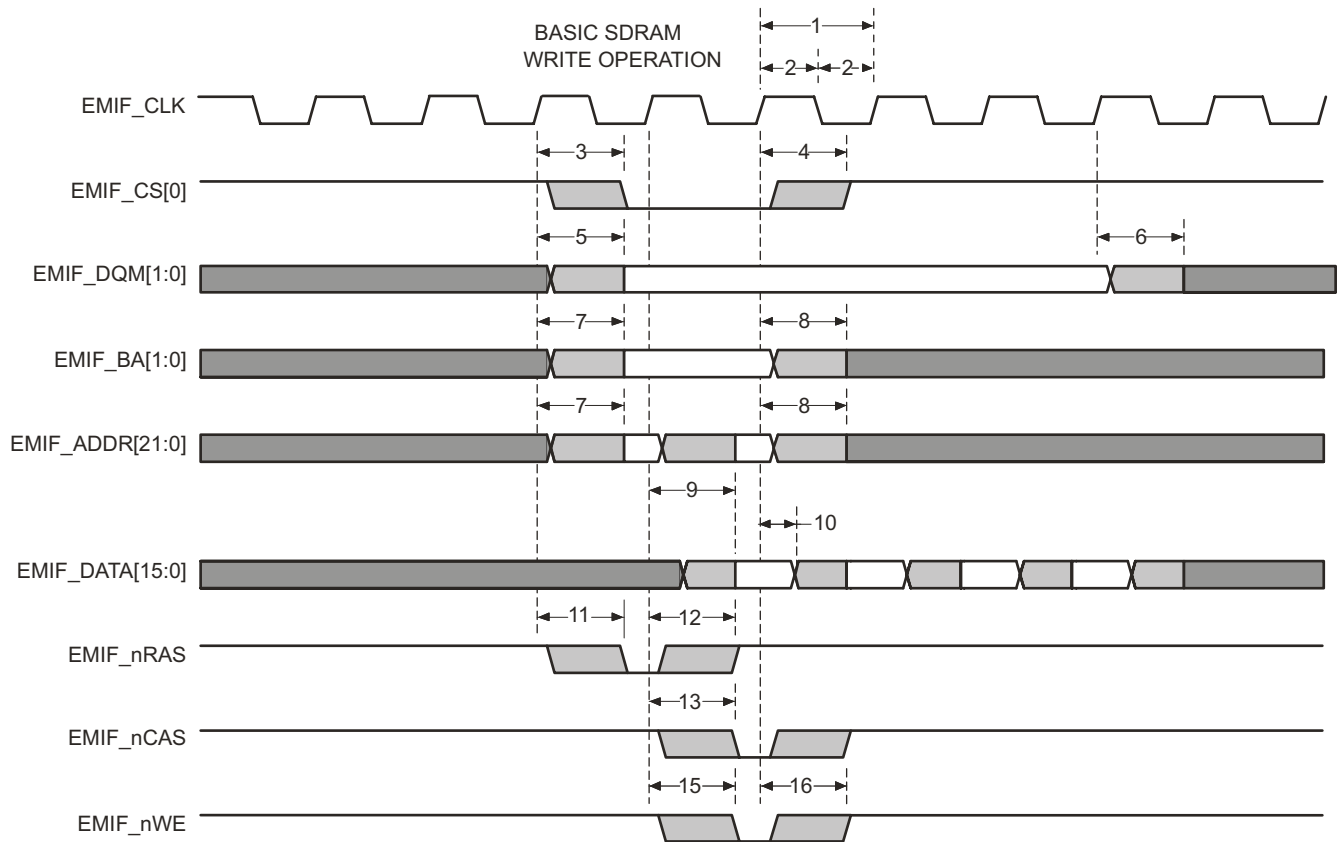 1
BASIC SDRAM
WRITE OPERATION
2 2
EMIF_CLK
3 4
EMIF_CS[0]
5 6
EMIF_DQM[1:0]
7 8
EMIF_BA[1:0]
7 8
EMIF_ADDR[21:0]
9
10
EMIF_DATA[15:0]
11 12
EMIF_nRAS
13
EMIF_nCAS
15 16
EMIF_nWE